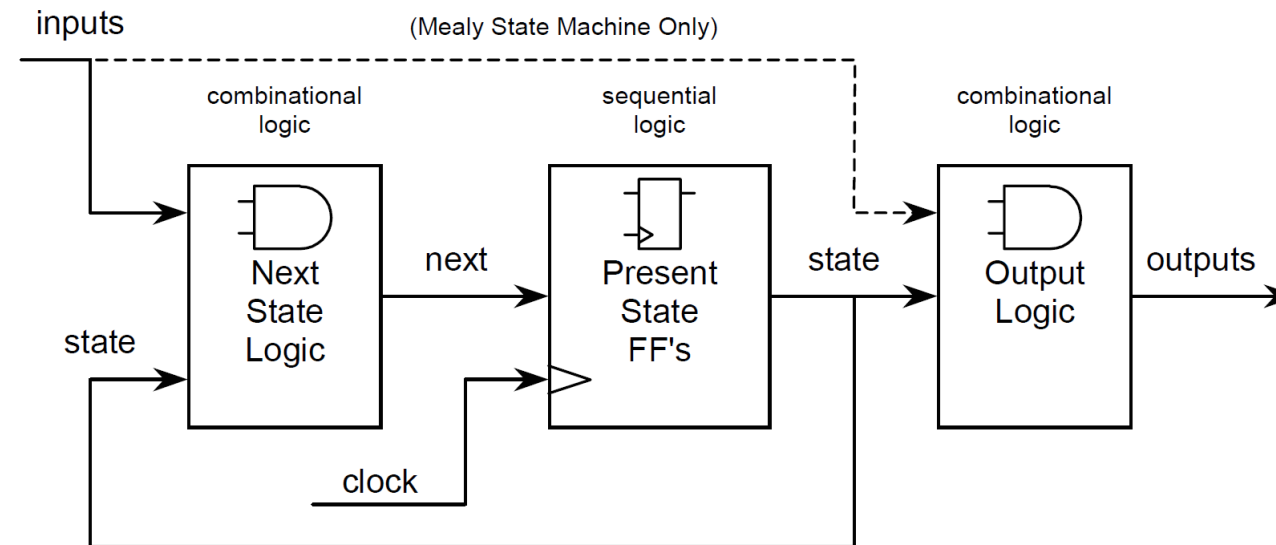 inputs
(Mealy State Machine Only)
combinational
logic
sequential
logic
combinational
logic
Next
State
Logic
next
Present
State
FF's
state
Output
Logic
outputs
state
clock